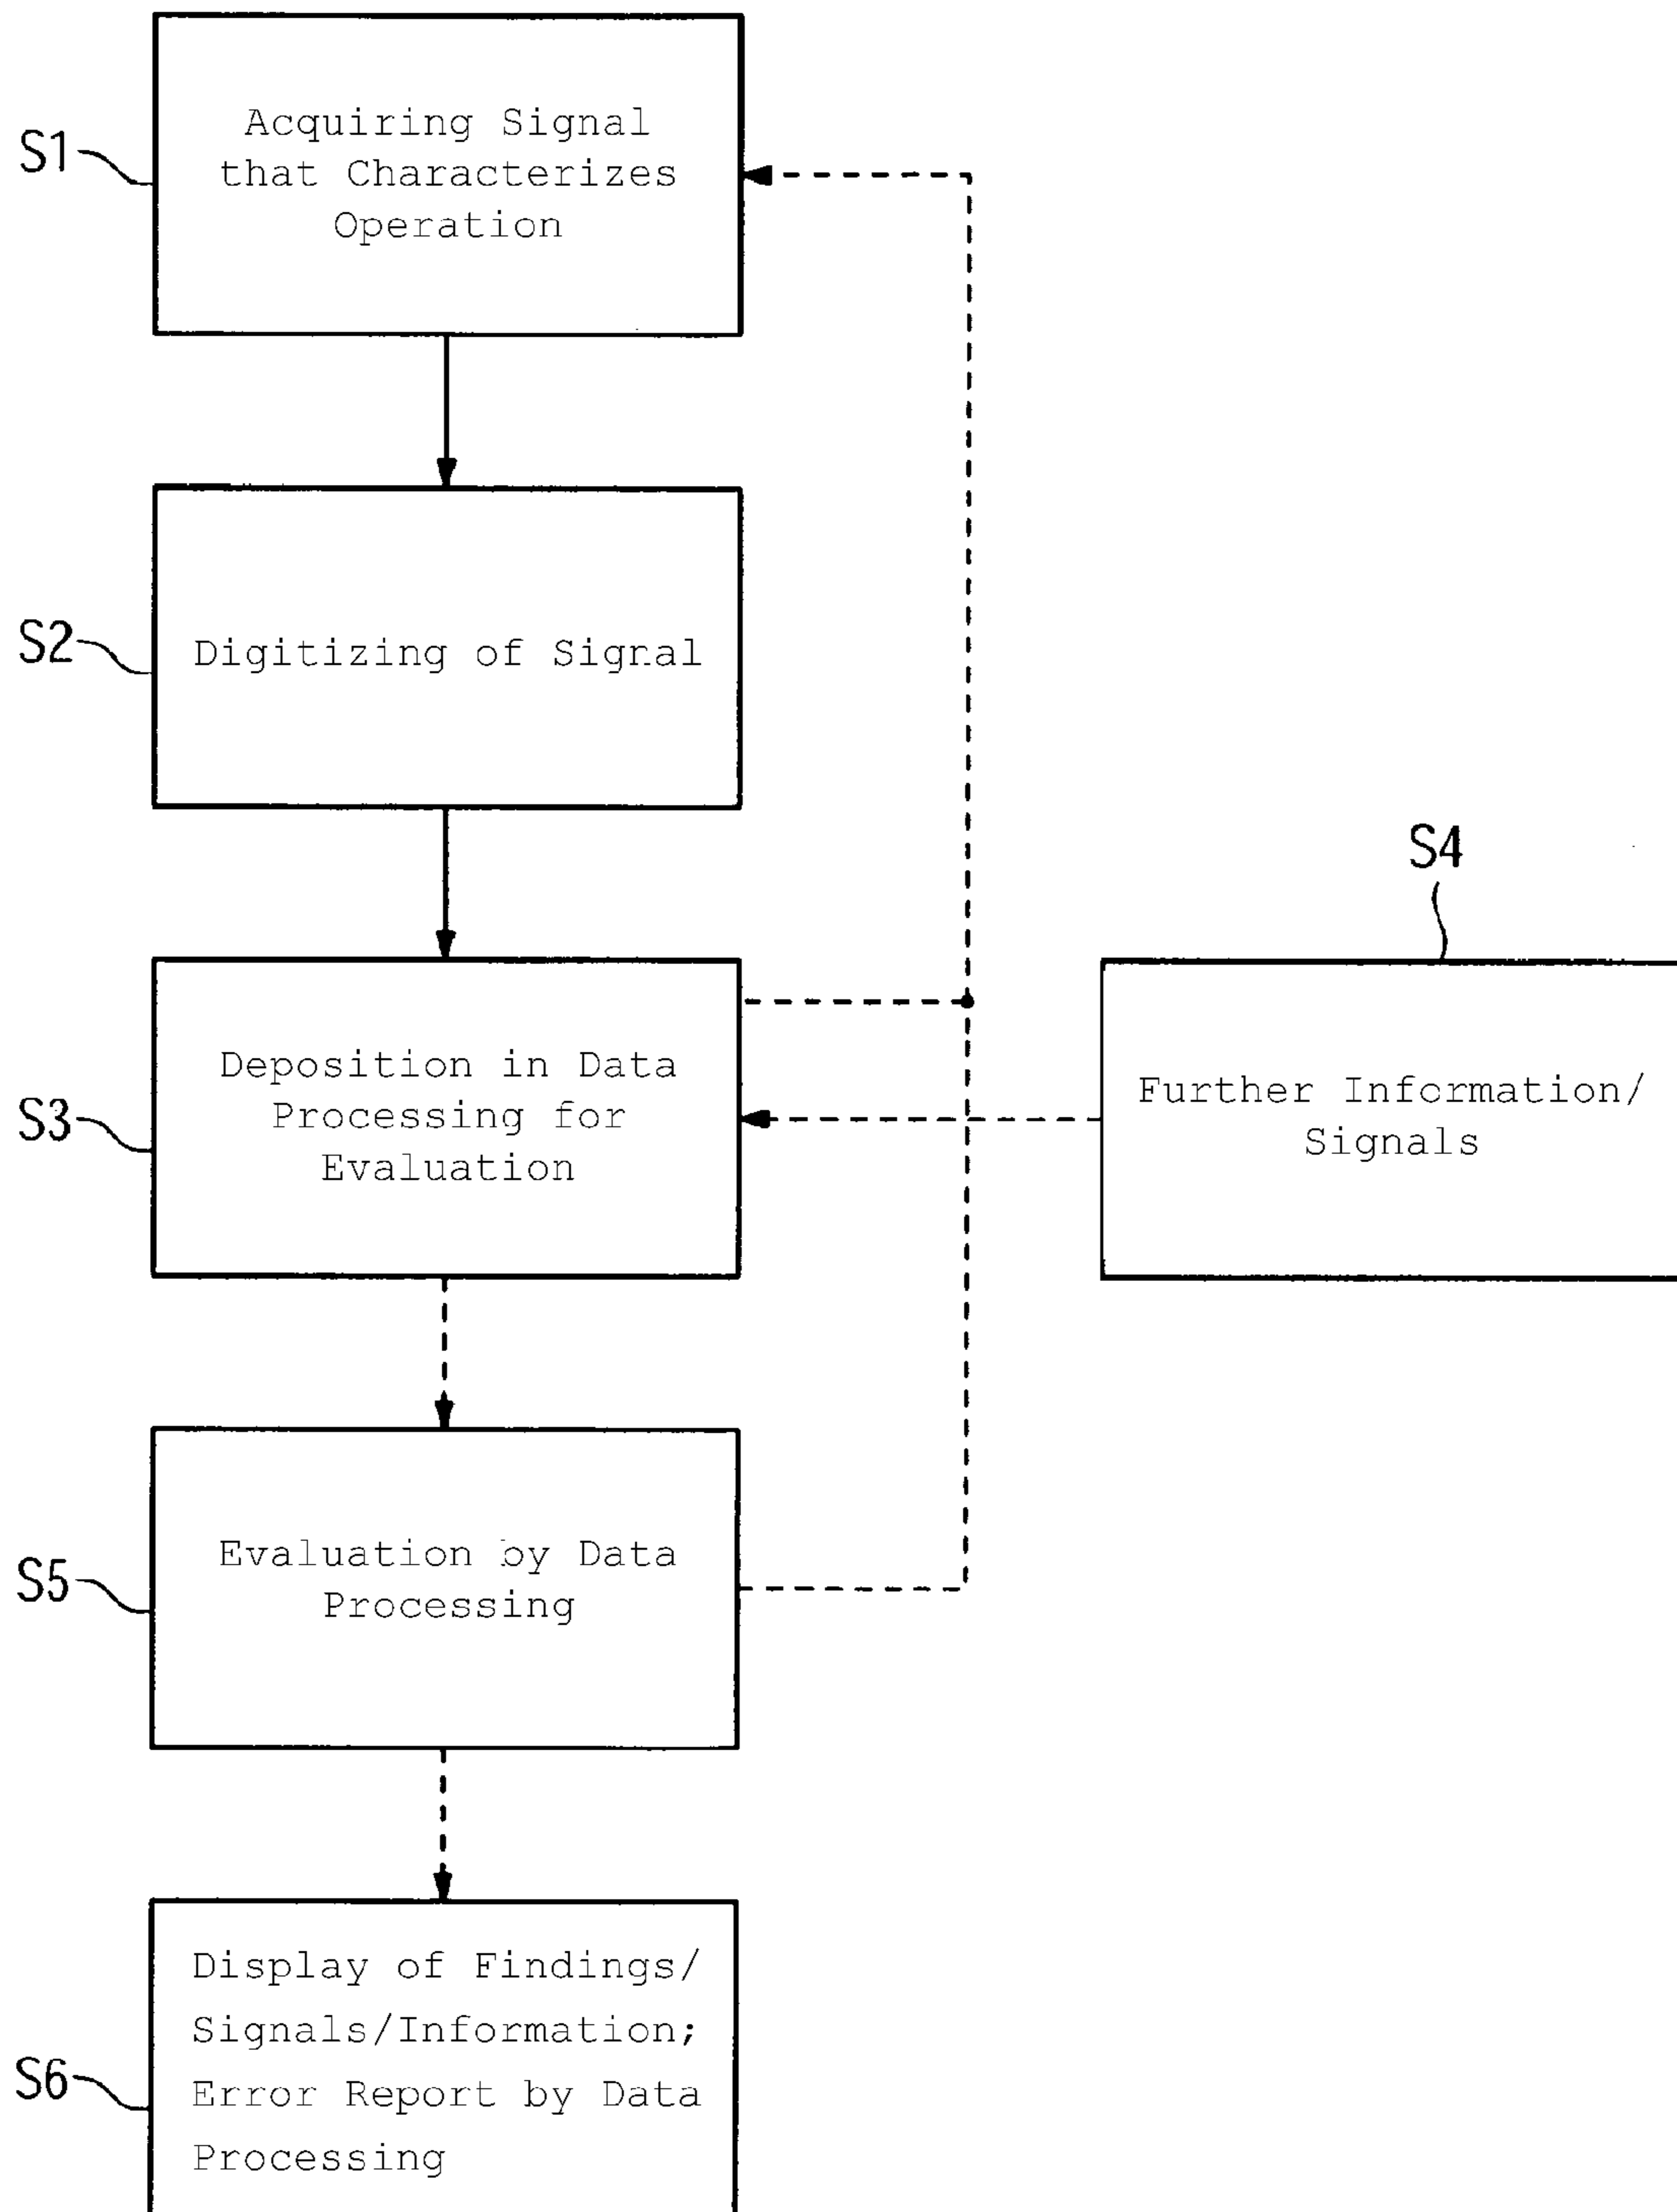 S1
Acquiring Signal
that Characterizes
Operation
S2
Digitizing of Signal
S3
Deposition in Data
Processing for
Evaluation
S4
Further Information/
Signals
S5
Evaluation by Data
Processing
S6
Display of Findings/
Signals/Information;
Error Report by Data
Processing